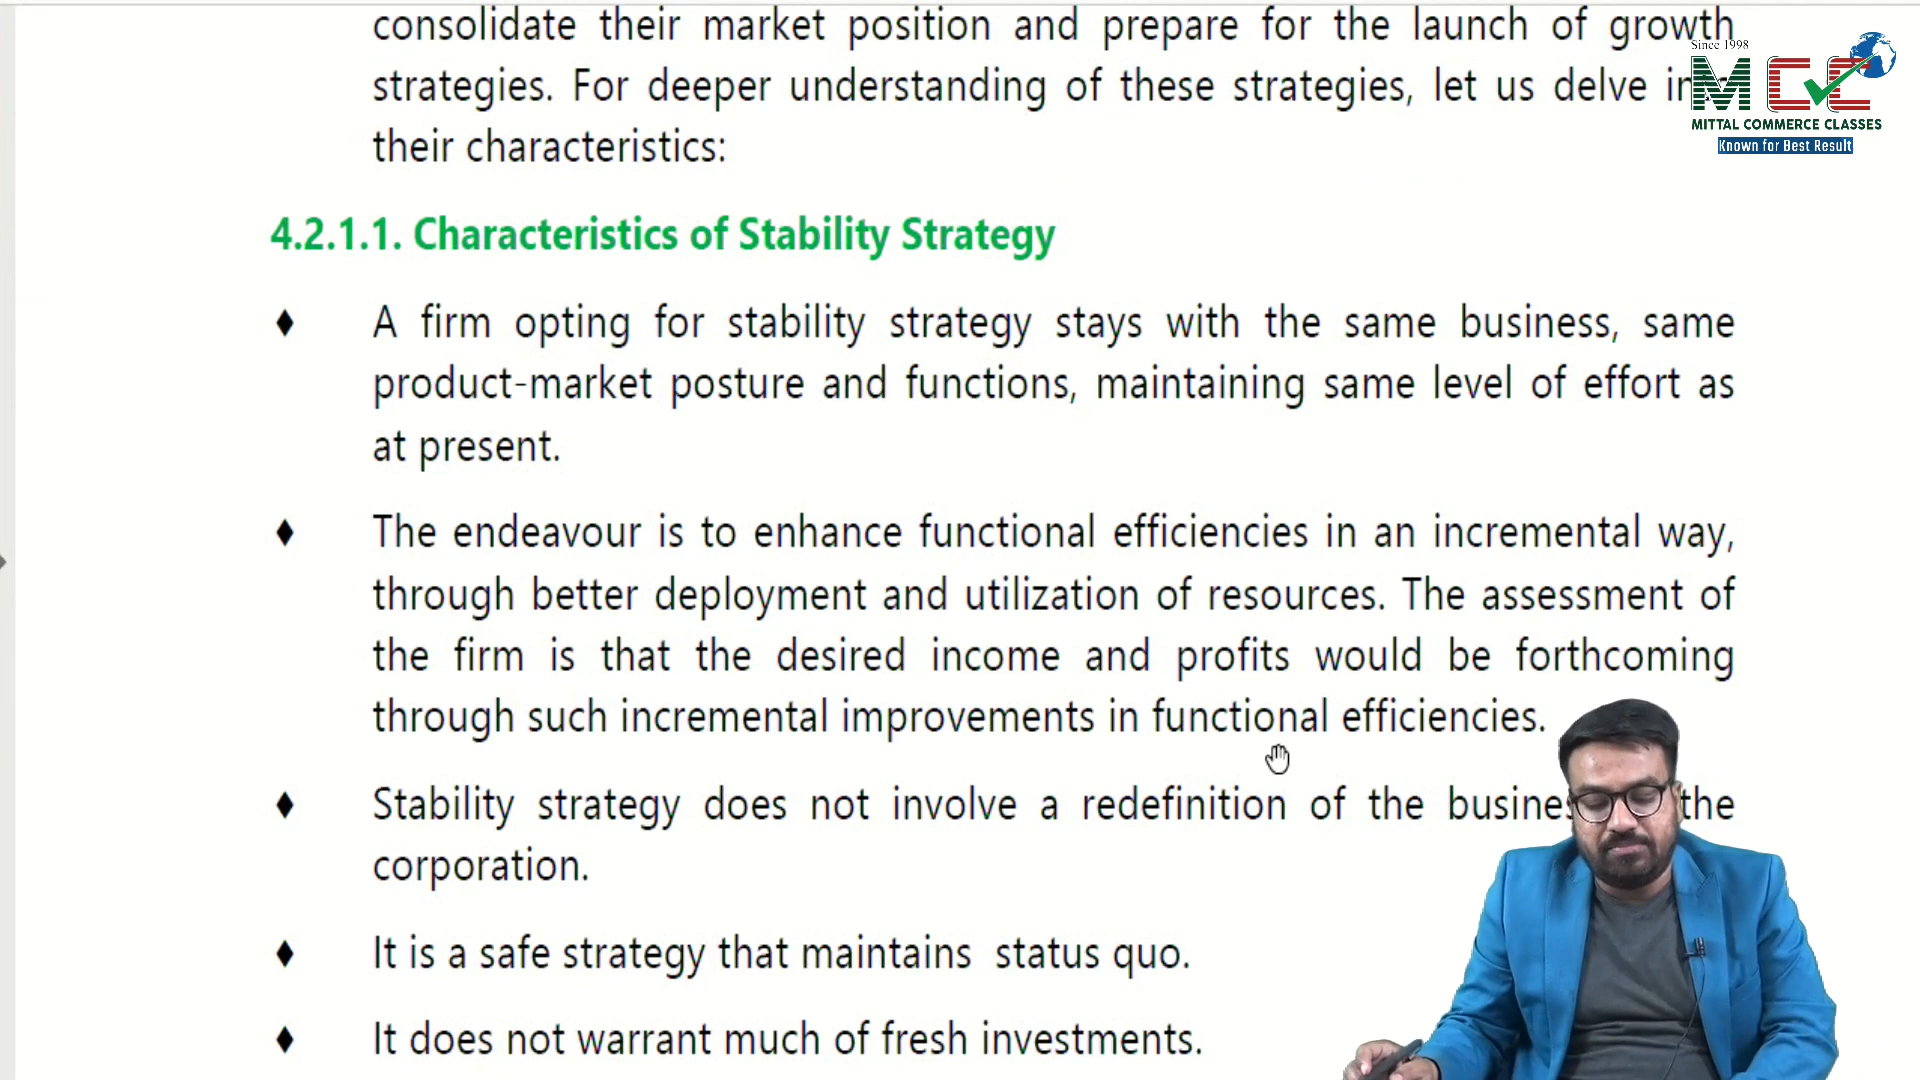 consolidate their market position and prepare for the launch of growth
strategies. For deeper understanding of these strategies, let us delve
their characteristics:
Since 1998
MCC
MITTAL COMMERCE CLASSES
Known for Best Result
4.2.1.1. Characteristics of Stability Strategy
♦ A firm opting for stability strategy stays with the same business, same
product-market posture and functions, maintaining same level of effort as
at present.
♦ The endeavour is to enhance functional efficiencies in an incremental way,
through better deployment and utilization of resources. The assessment of
the firm is that the desired income and profits would be forthcoming
through such incremental improvements in functional efficiencies.
♦ Stability strategy does not involve a redefinition of the the
corporation.
♦ It is a safe strategy that maintains status quo.
♦ It does not warrant much of fresh investments.